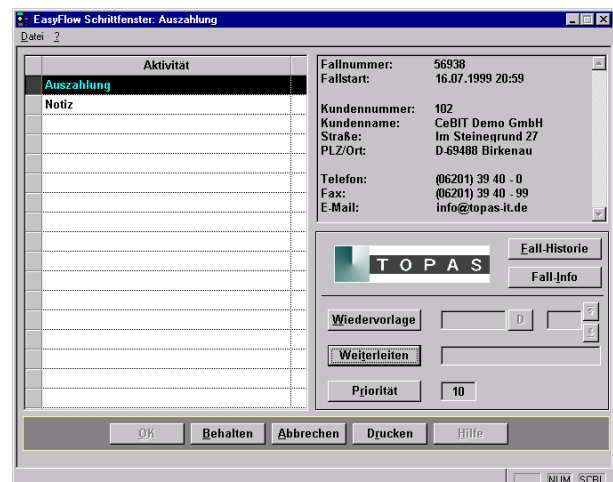 EasyFlow Schrittfenster: Auszahlung
Datei ?
Aktivität
Auszahlung
Notiz
Fallnummer: 56938
Fallstart: 16.07.1999 20:59
Kundennummer: 102
Kundenname: CeBIT Demo GmbH
Straße: Im Steinegrund 27
PLZ/Ort: D-69488 Birkenau
Telefon: (06201) 39 40 - 0
Fax: (06201) 39 40 - 99
E-Mail: info@topas-it.de
TOPAS
Fall-Historie
Fall-Info
Wiedervorlage D
Weiterleiten
Priorität 10
OK Behalten Abbrechen Drucken Hilfe
NUM SCRL